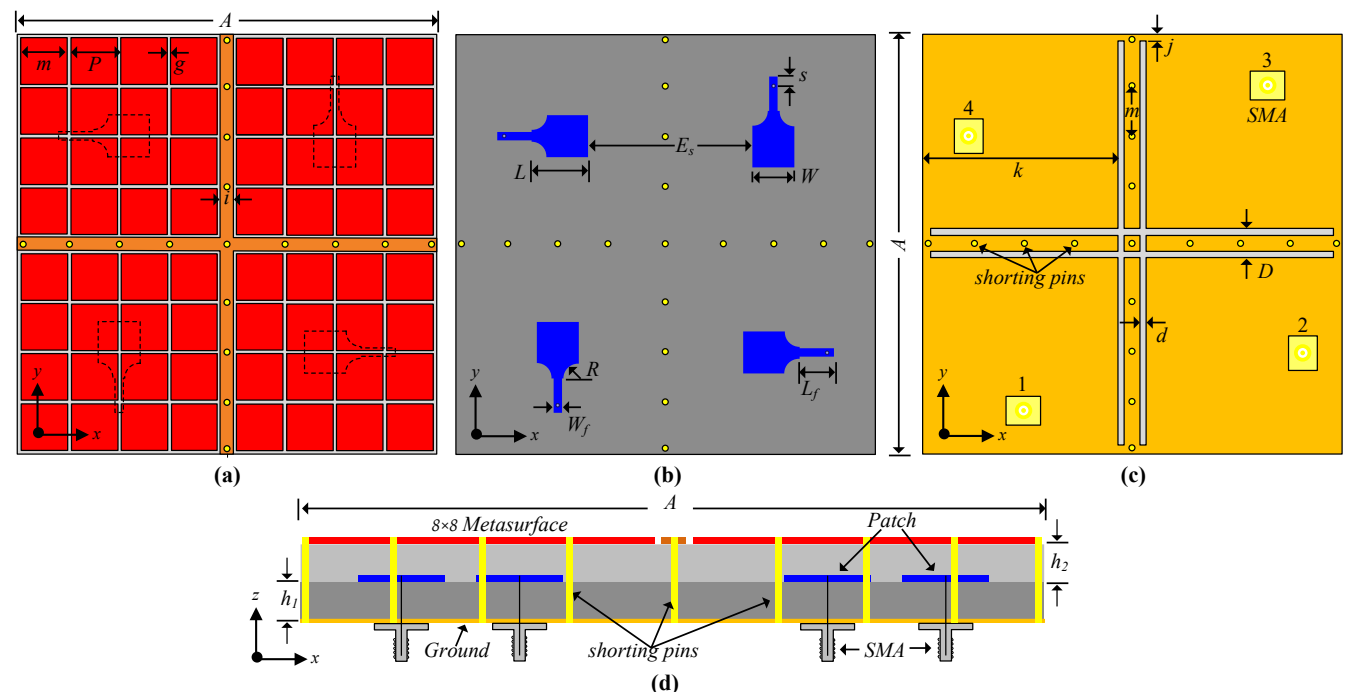 A
m P g
i
y
x
(a)
s
E_s
L
W
A
R
L_f
W_f
y
x
(b)
j
3
SMA
4
m
k
shorting pins
D
d
2
1
y
x
(c)
A
8×8 Metasurface
Patch
h_2
h_1
z
x
Ground
shorting pins
SMA
(d)